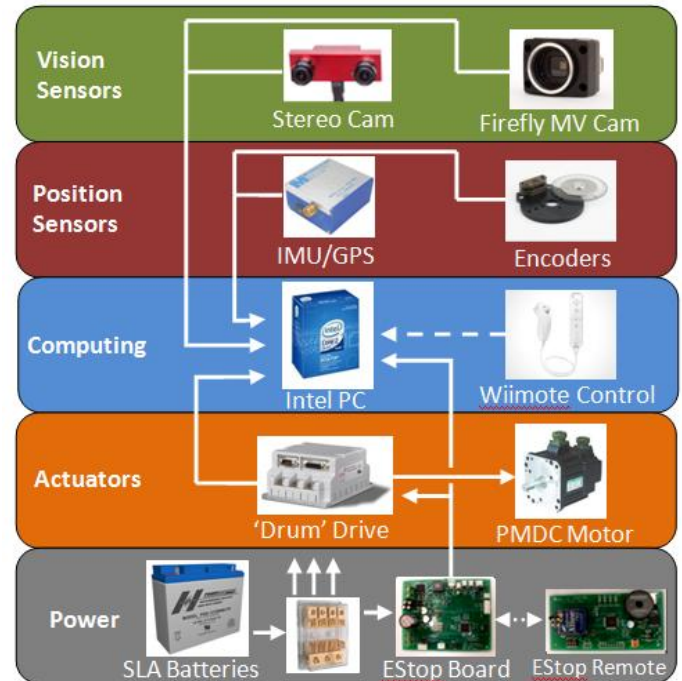 Vision
Sensors
Stereo Cam
Firefly MV Cam
Position
Sensors
IMU/GPS
Encoders
Computing
Intel PC
Wiimote Control
Actuators
'Drum' Drive
PMDC Motor
Power
SLA Batteries
EStop Board
EStop Remote